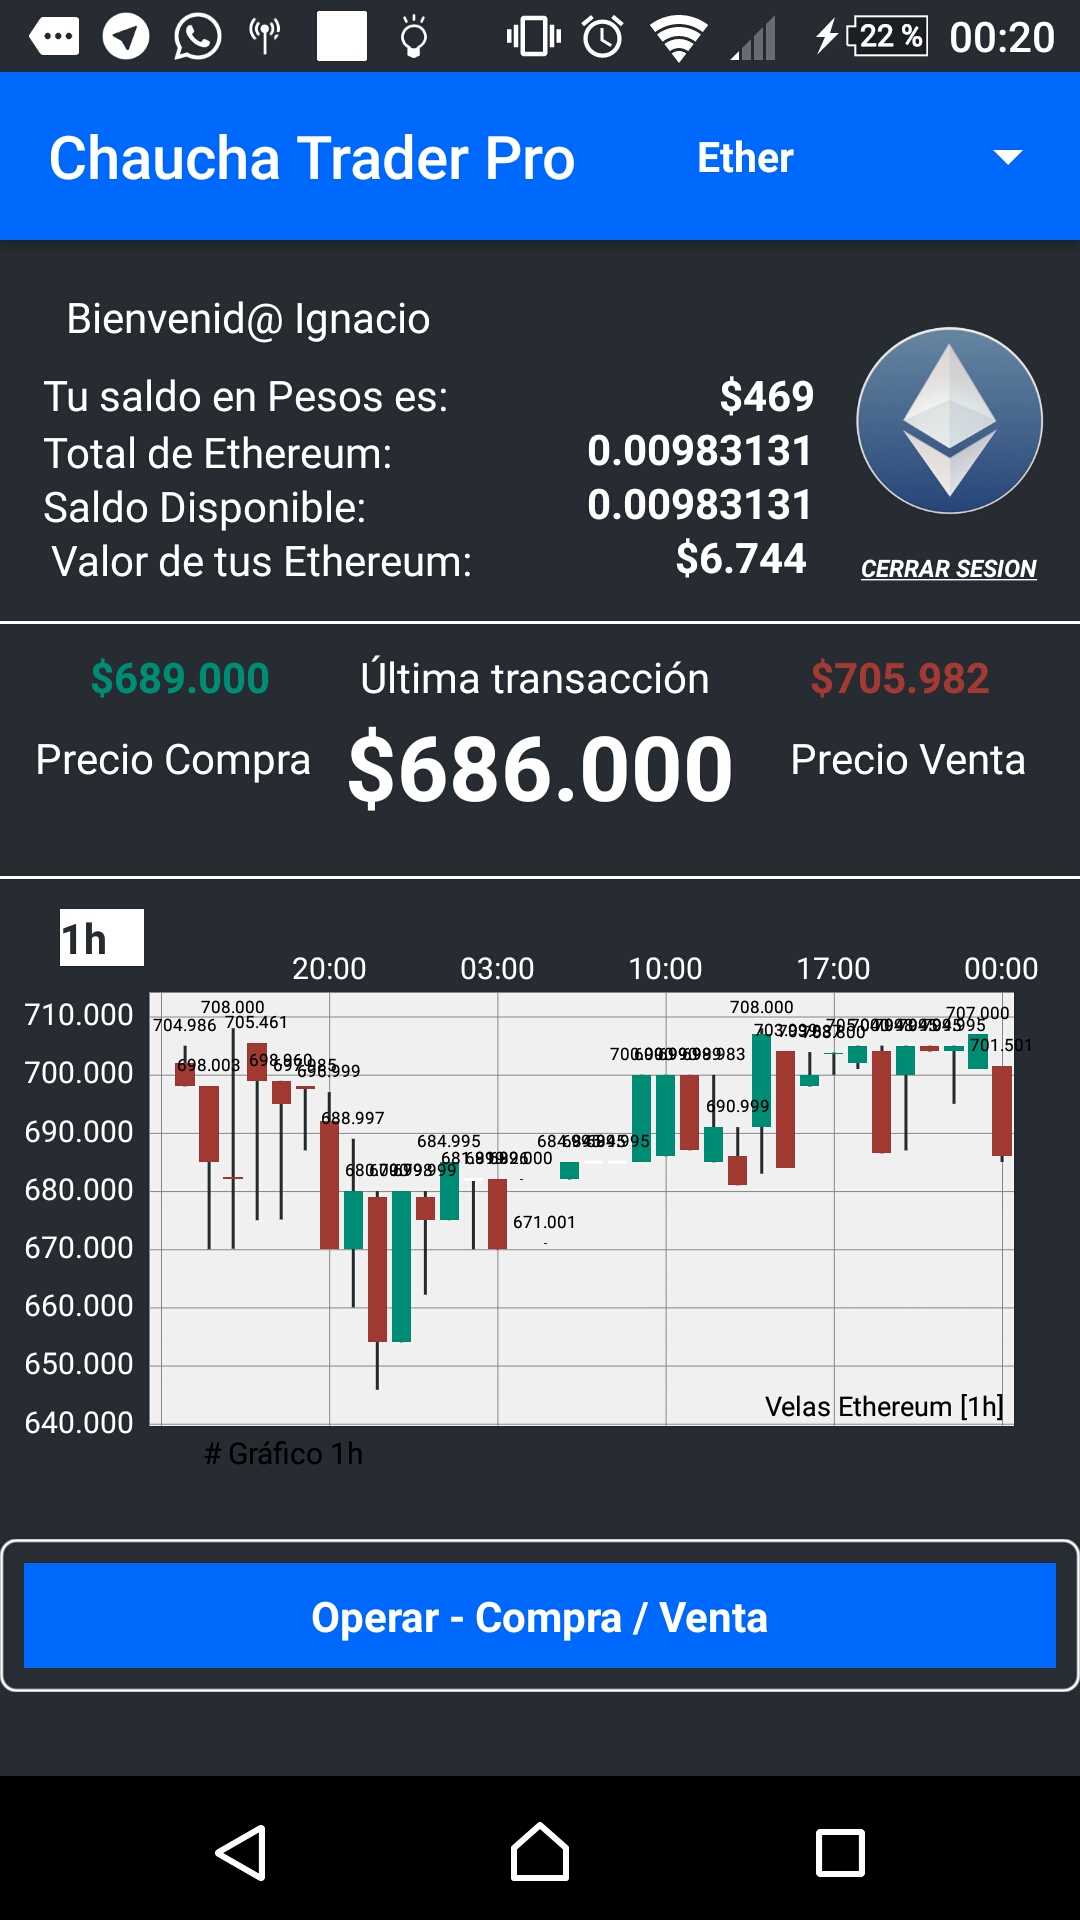 22 % 00:20
Chaucha Trader Pro Ether
Bienvenid@ Ignacio
Tu saldo en Pesos es: $469
Total de Ethereum: 0.00983131
Saldo Disponible: 0.00983131
Valor de tus Ethereum: $6.744
CERRAR SESION
$689.000 Última transacción $705.982
Precio Compra $686.000 Precio Venta
1h
20:00 03:00 10:00 17:00 00:00
710.000
700.000
690.000
680.000
670.000
660.000
650.000
640.000
708.000
704.986 705.461
698.003
688.997
684.995
671.001
690.999
708.000
707.000
701.501
Velas Ethereum [1h]
# Gráfico 1h
Operar - Compra / Venta